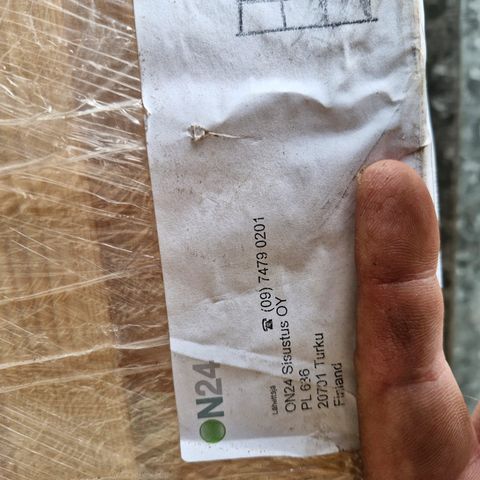 ON24
Lähettäjä
ON24 Sisustus OY
☎ (09) 7479 0201
PL 636
20701 Turku
Finland